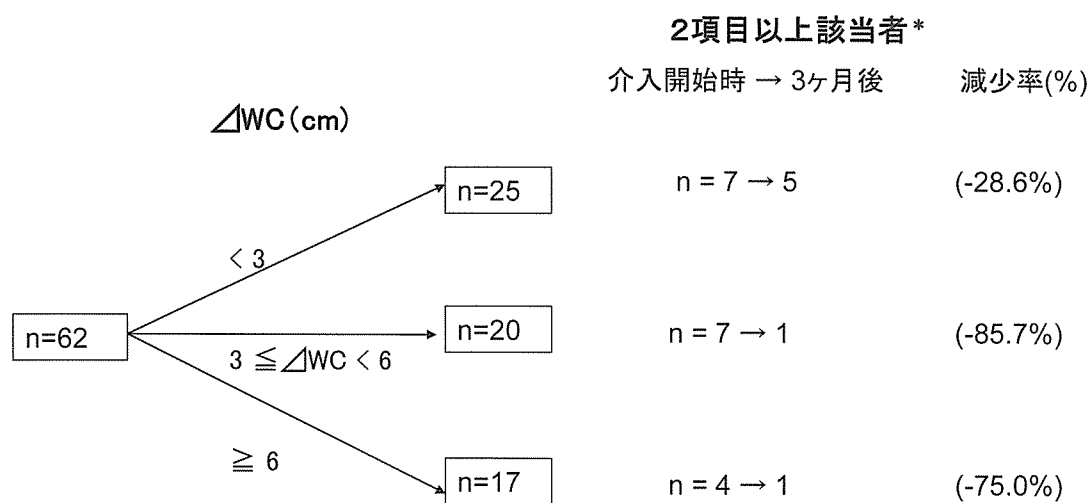 2項目以上該当者*
介入開始時 → 3ヶ月後 減少率(%)
⊿WC(cm)
n=25 n = 7 → 5 (-28.6%)
< 3
n=62 n=20 n = 7 → 1 (-85.7%)
3 ≦⊿WC < 6
≧ 6
n=17 n = 4 → 1 (-75.0%)